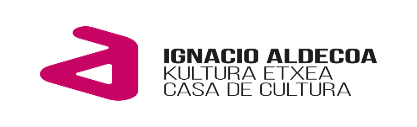 IGNACIO ALDECOA
KULTURA ETXEA
CASA DE CULTURA